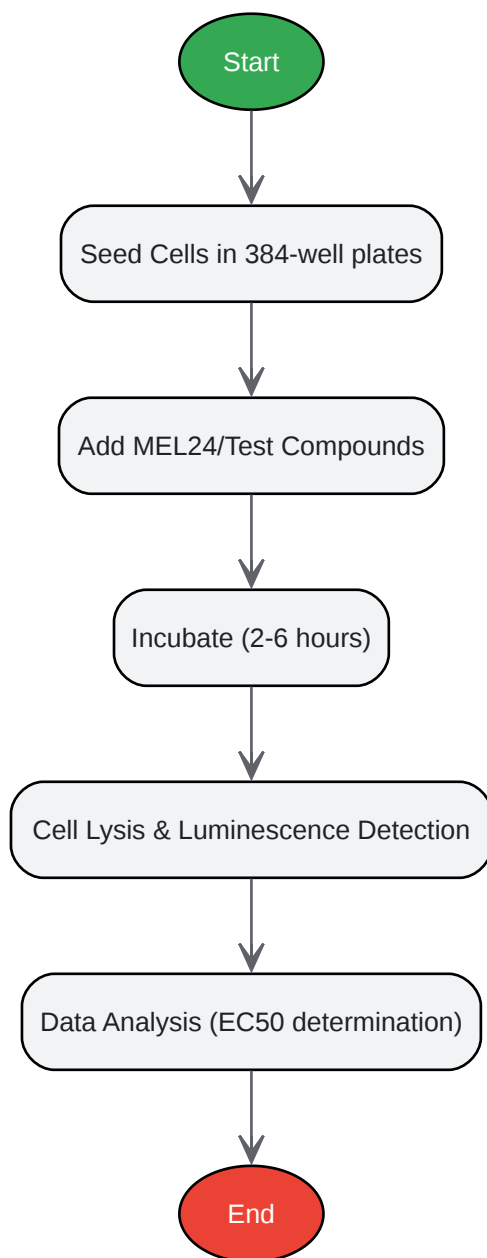 Start
Seed Cells in 384-well plates
Add MEL24/Test Compounds
Incubate (2-6 hours)
Cell Lysis & Luminescence Detection
Data Analysis (EC50 determination)
End